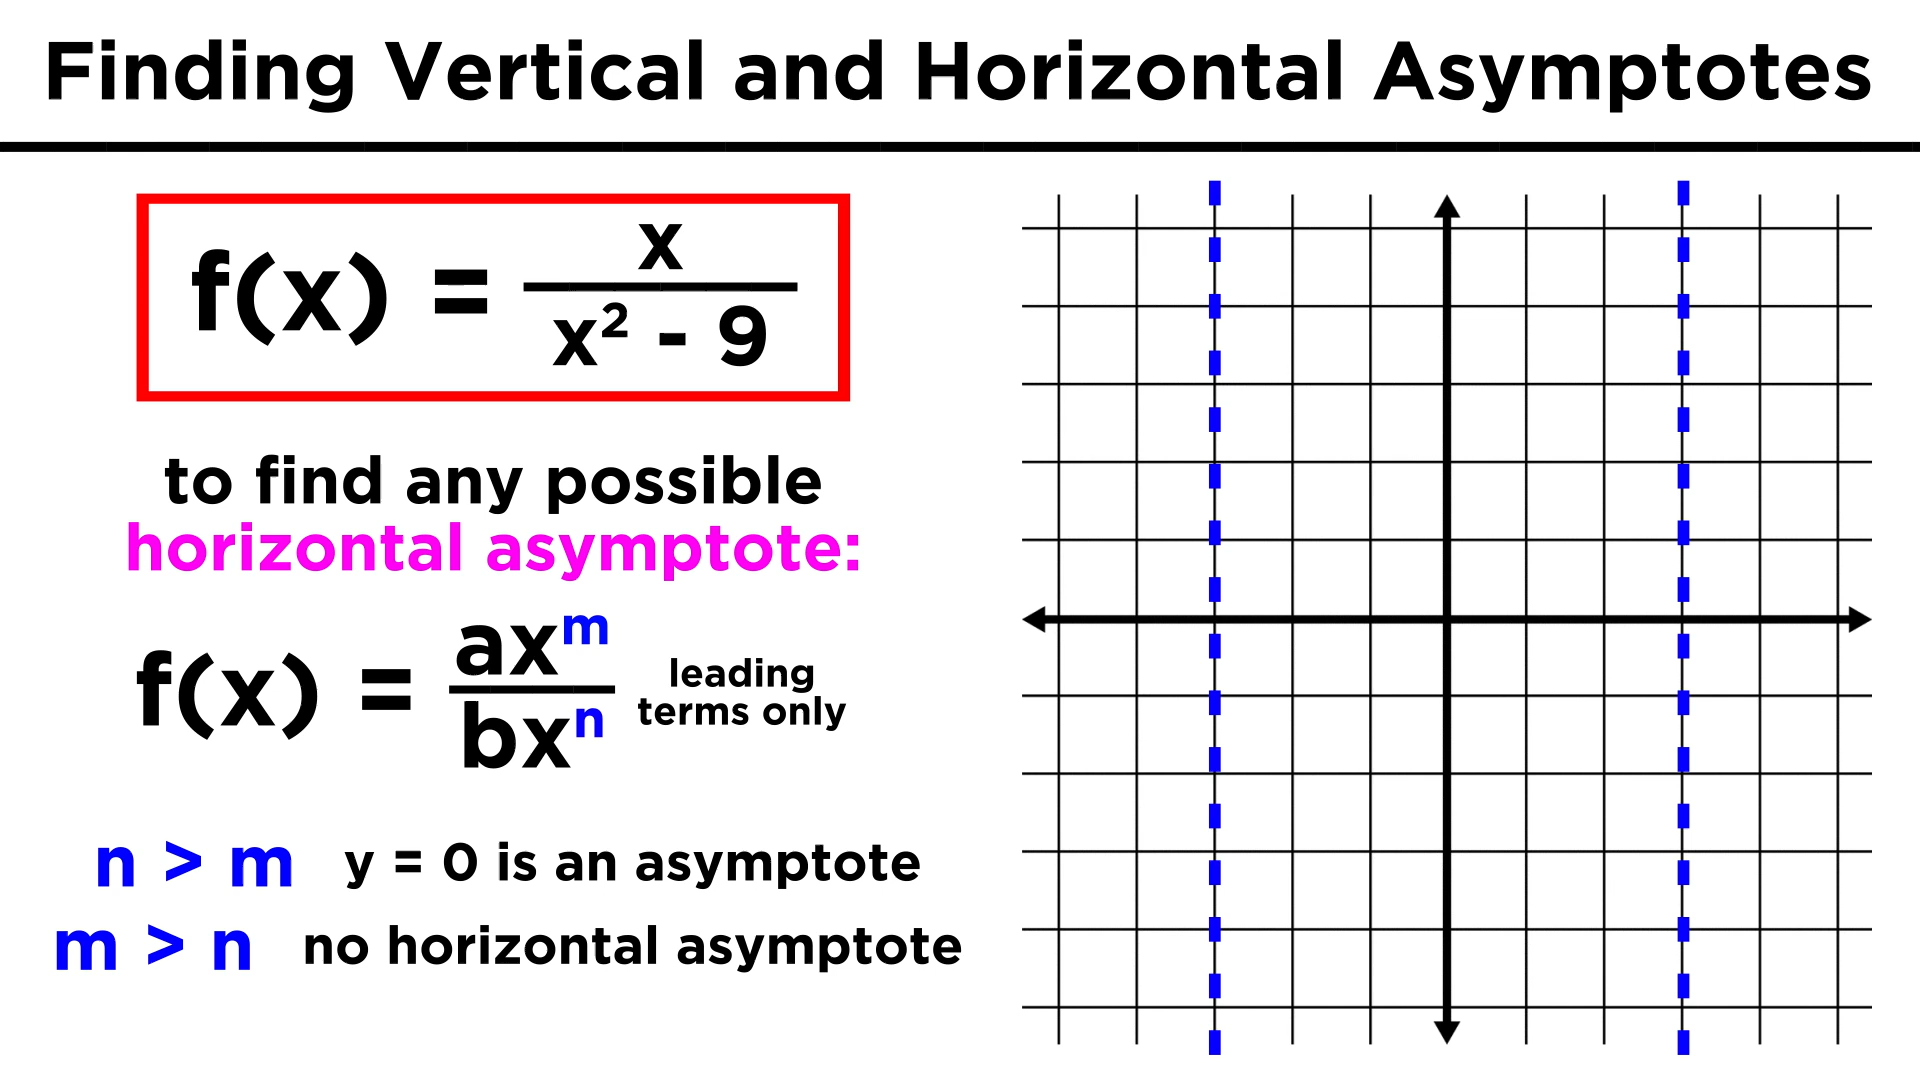 Finding Vertical and Horizontal Asymptotes
f(x) = x / (x² - 9)
to find any possible
horizontal asymptote:
f(x) = axᵐ / bxⁿ
leading
terms only
n > m y = 0 is an asymptote
m > n no horizontal asymptote